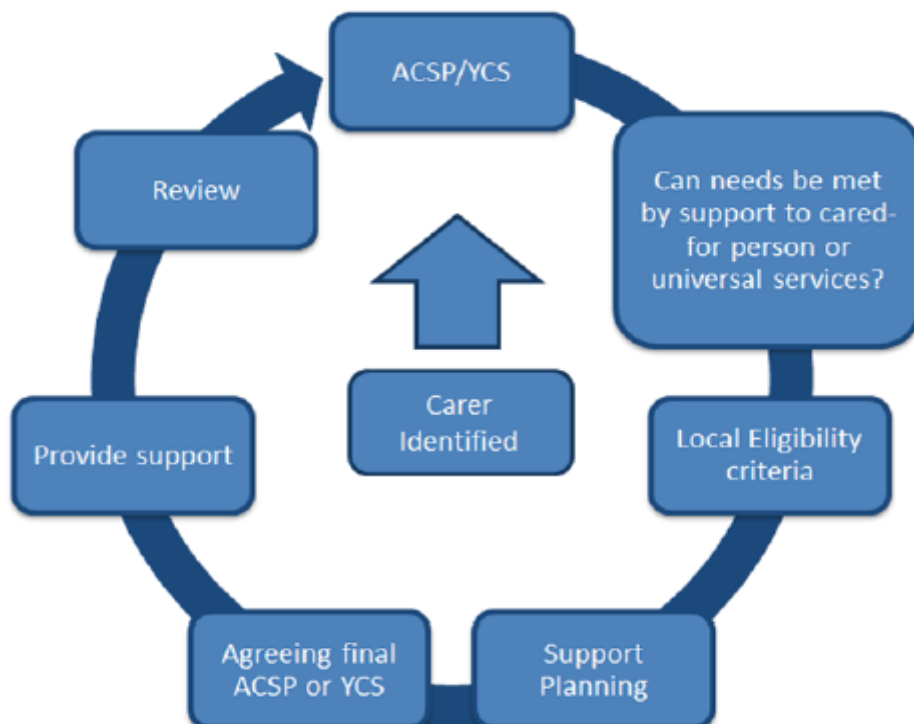 ACSP/YCS
Can needs be met
by support to cared-
for person or
universal services?
Local Eligibility
criteria
Support
Planning
Agreeing final
ACSP or YCS
Provide support
Review
Carer
Identified